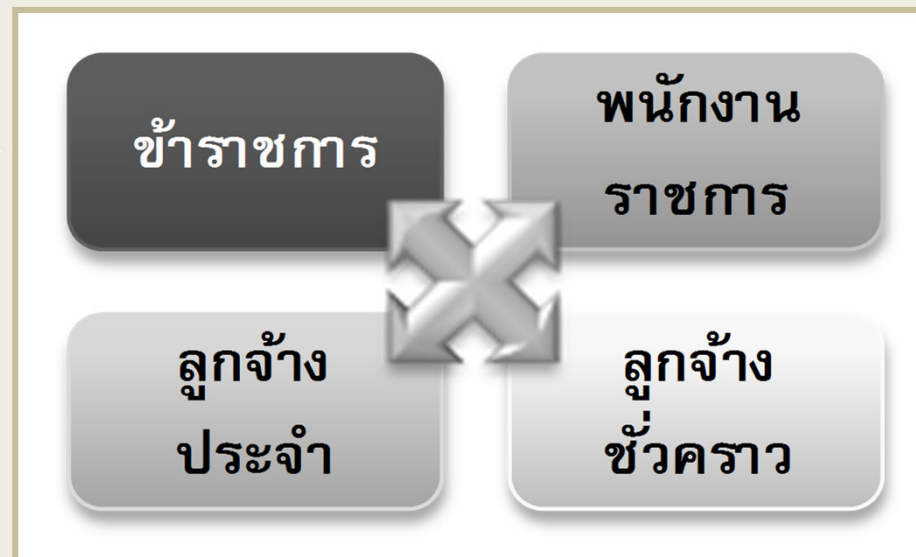 ข้าราชการ
พนักงาน
ราชการ
ลูกจ้าง
ประจำ
ลูกจ้าง
ชั่วคราว